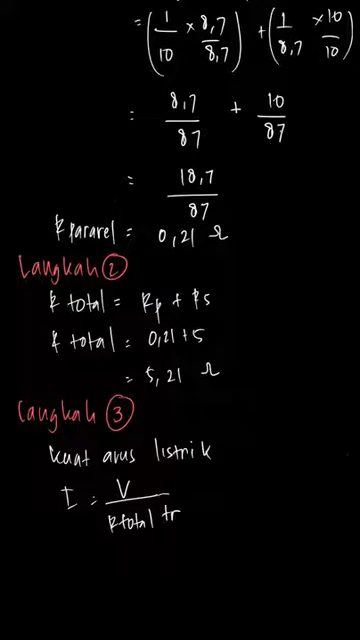 = (1/10 × 8,7/8,7) + (1/8,7 × 10/10)
= 8,7/87 + 10/87
= 18,7/87
R pararel = 0,21 Ω
Langkah ②
R total = Rp + Rs
R total = 0,21 + 5
= 5,21 Ω
Langkah ③
kuat arus listrik
I = V/R total tr